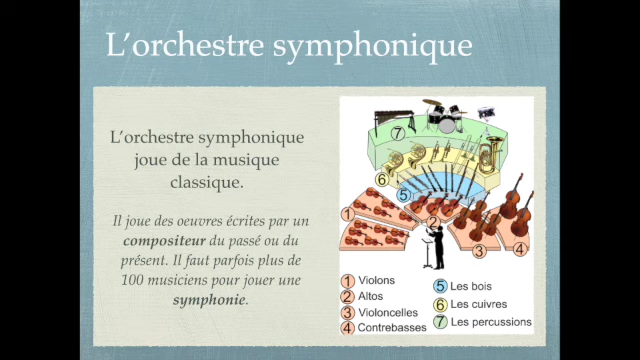 L'orchestre symphonique
L'orchestre symphonique
joue de la musique
classique.
Il joue des oeuvres écrites par un
compositeur du passé ou du
présent. Il faut parfois plus de
100 musiciens pour jouer une
symphonie.
7
6
5
1
2
3
4
1 Violons
2 Altos
3 Violoncelles
4 Contrebasses
5 Les bois
6 Les cuivres
7 Les percussions